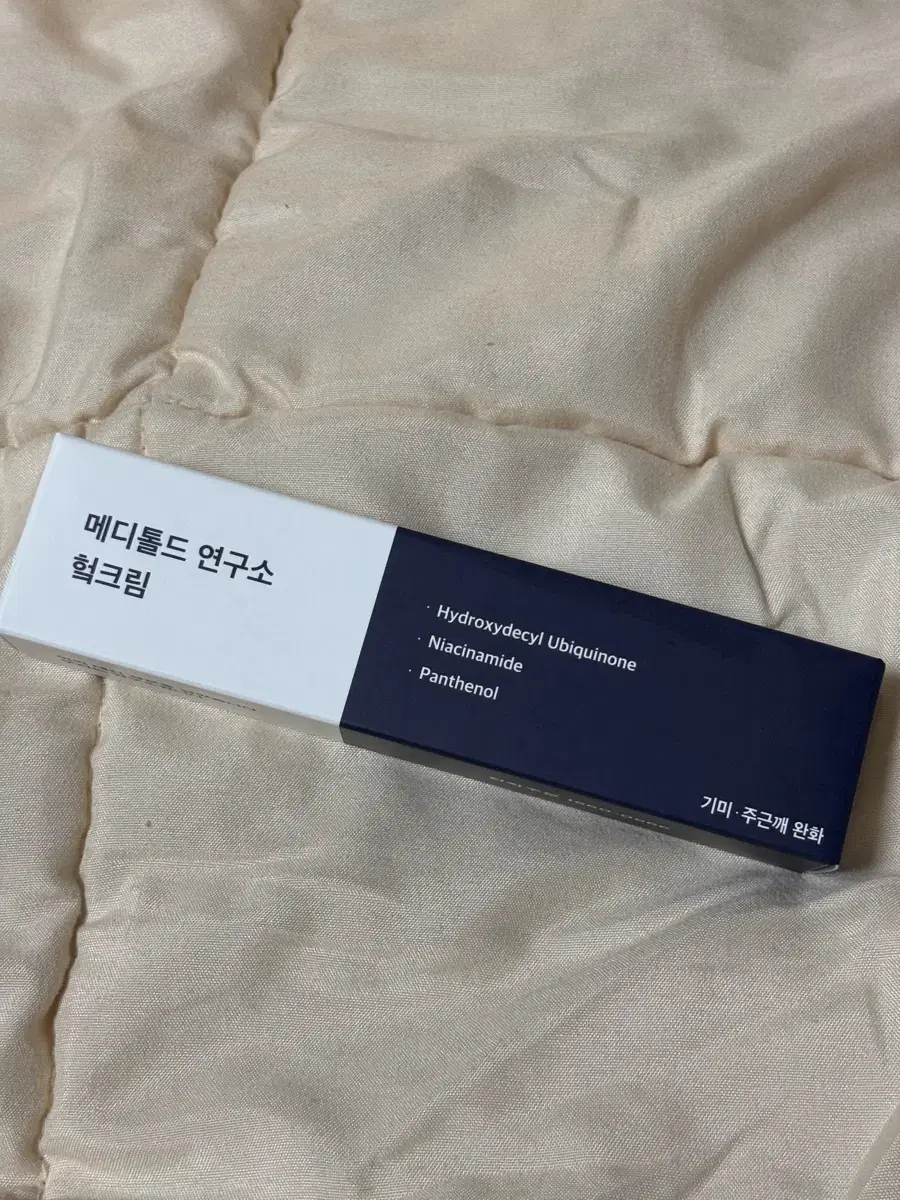 메디톨드 연구소
헉크림
· Hydroxydecyl Ubiquinone
· Niacinamide
· Panthenol
기미·주근깨 완화